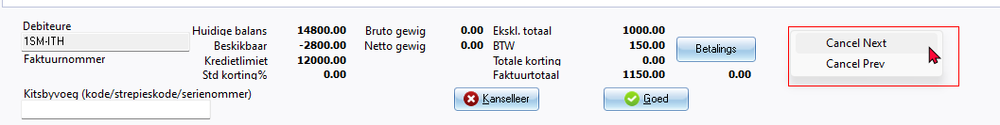 Debiteure
1SM-ITH
Faktuurnommer
Kitsbyvoeg (kode/strepieskode/serienommer)
Huidige balans 14800.00 Bruto gewig 0.00 Ekskl. totaal 1000.00
Beskikbaar -2800.00 Netto gewig 0.00 BTW 150.00
Kredietlimiet 12000.00 Totale korting 0.00
Std korting% 0.00 Faktuurtotaal 1150.00 0.00
Betalings
Kanselleer
Goed
Cancel Next
Cancel Prev